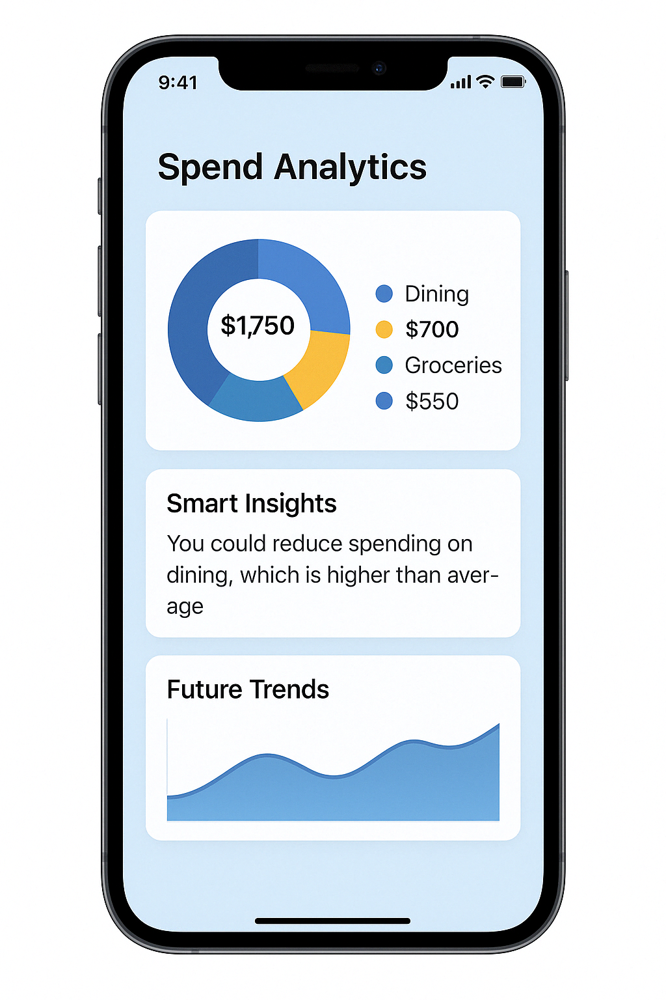 9:41
Spend Analytics
$1,750
Dining
$700
Groceries
$550
Smart Insights
You could reduce spending on
dining, which is higher than aver-
age
Future Trends